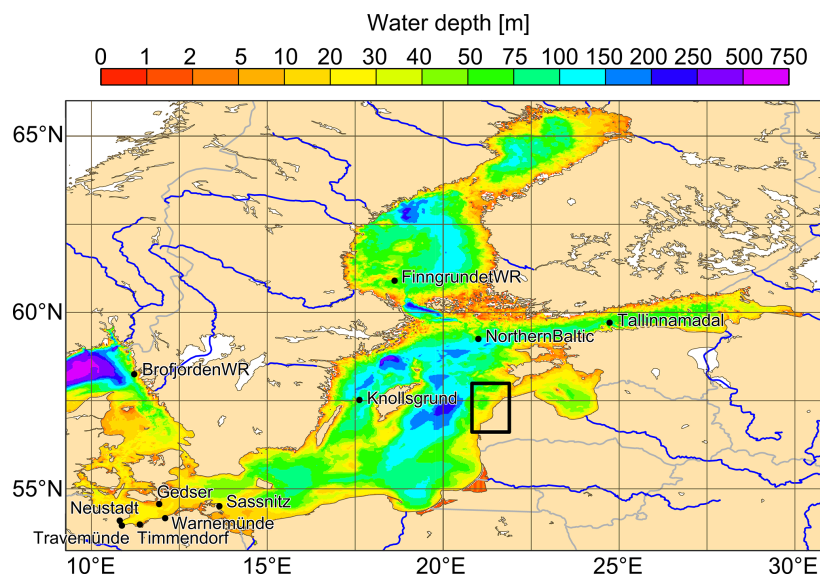 Water depth [m]
0 1 2 5 10 20 30 40 50 75 100 150 200 250 500 750
65°N
FinngrundetWR
60°N
Tallinnamadal
NorthernBaltic
BrofjordenWR
Knollsgrund
55°N
Gedser
Sassnitz
Neustadt
Warnemünde
Travemünde Timmendorf
10°E 15°E 20°E 25°E 30°E